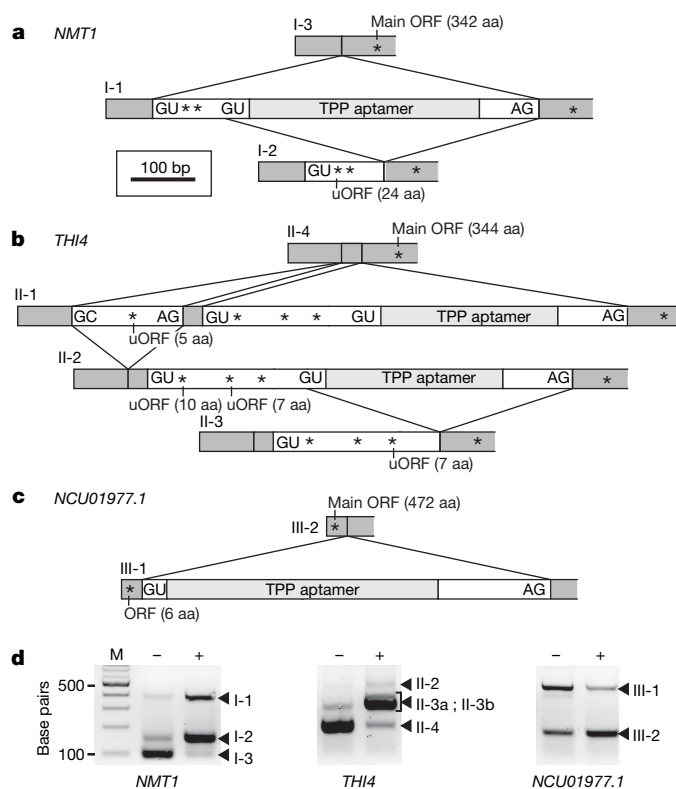 a NMT1
I-3
Main ORF (342 aa)
*
I-1
GU ** GU TPP aptamer AG *
100 bp
I-2
GU ** *
uORF (24 aa)
b THI4
II-4
Main ORF (344 aa)
*
II-1
GC * AG GU * * * GU TPP aptamer AG *
uORF (5 aa)
II-2
GU * * * GU TPP aptamer AG *
uORF (10 aa) uORF (7 aa)
II-3
GU * * * *
uORF (7 aa)
c NCU01977.1
Main ORF (472 aa)
III-2 *
III-1
* GU TPP aptamer AG
ORF (6 aa)
d M – + – + – +
Base pairs
500
100
I-1
I-2
I-3
NMT1
II-2
II-3a ; II-3b
II-4
THI4
III-1
III-2
NCU01977.1